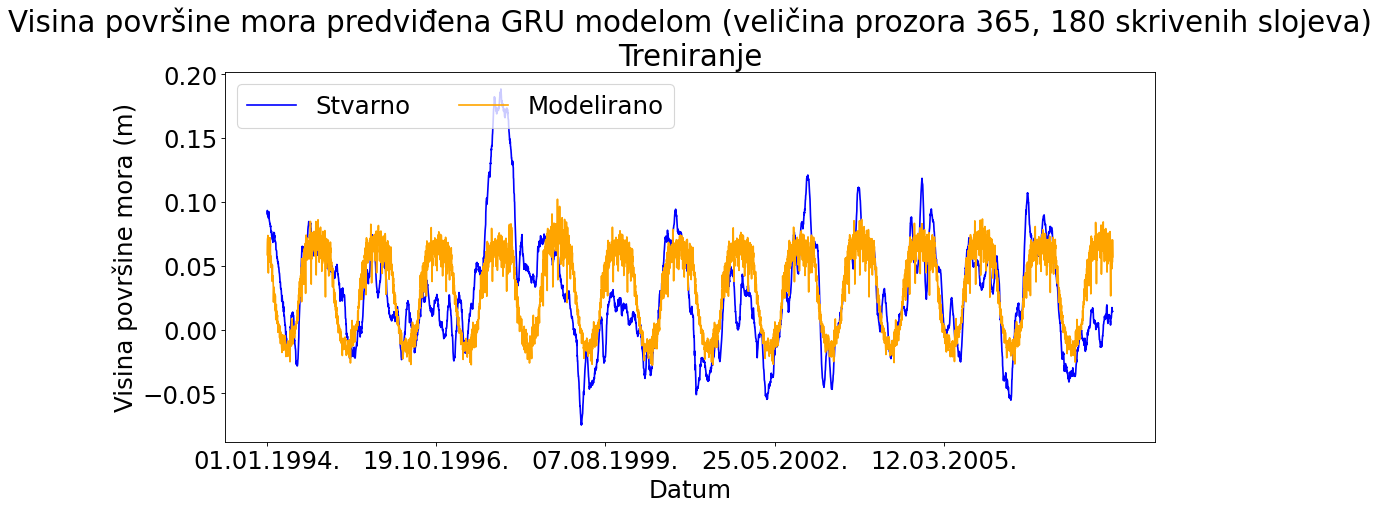 Visina površine mora predviđena GRU modelom (veličina prozora 365, 180 skrivenih slojeva)
Treniranje
Stvarno
Modelirano
Visina površine mora (m)
0.20
0.15
0.10
0.05
0.00
−0.05
01.01.1994.
19.10.1996.
07.08.1999.
25.05.2002.
12.03.2005.
Datum